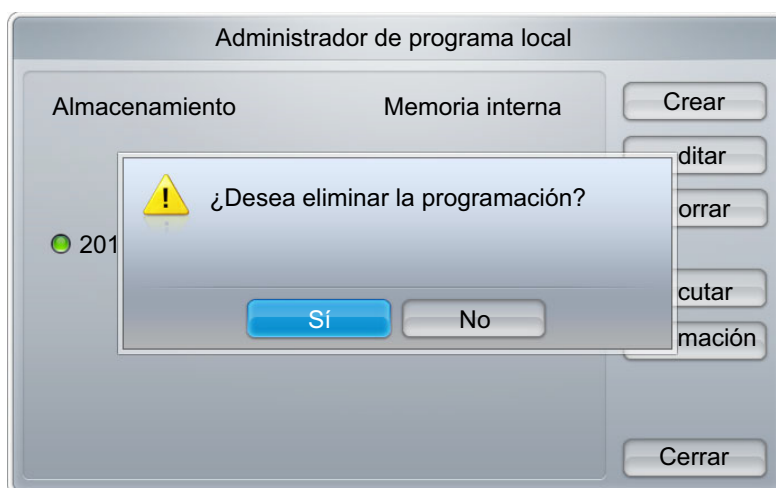 Administrador de programa local
Almacenamiento Memoria interna
Crear
ditar
¿Desea eliminar la programación?
orrar
201
cutar
Sí No
mación
Cerrar